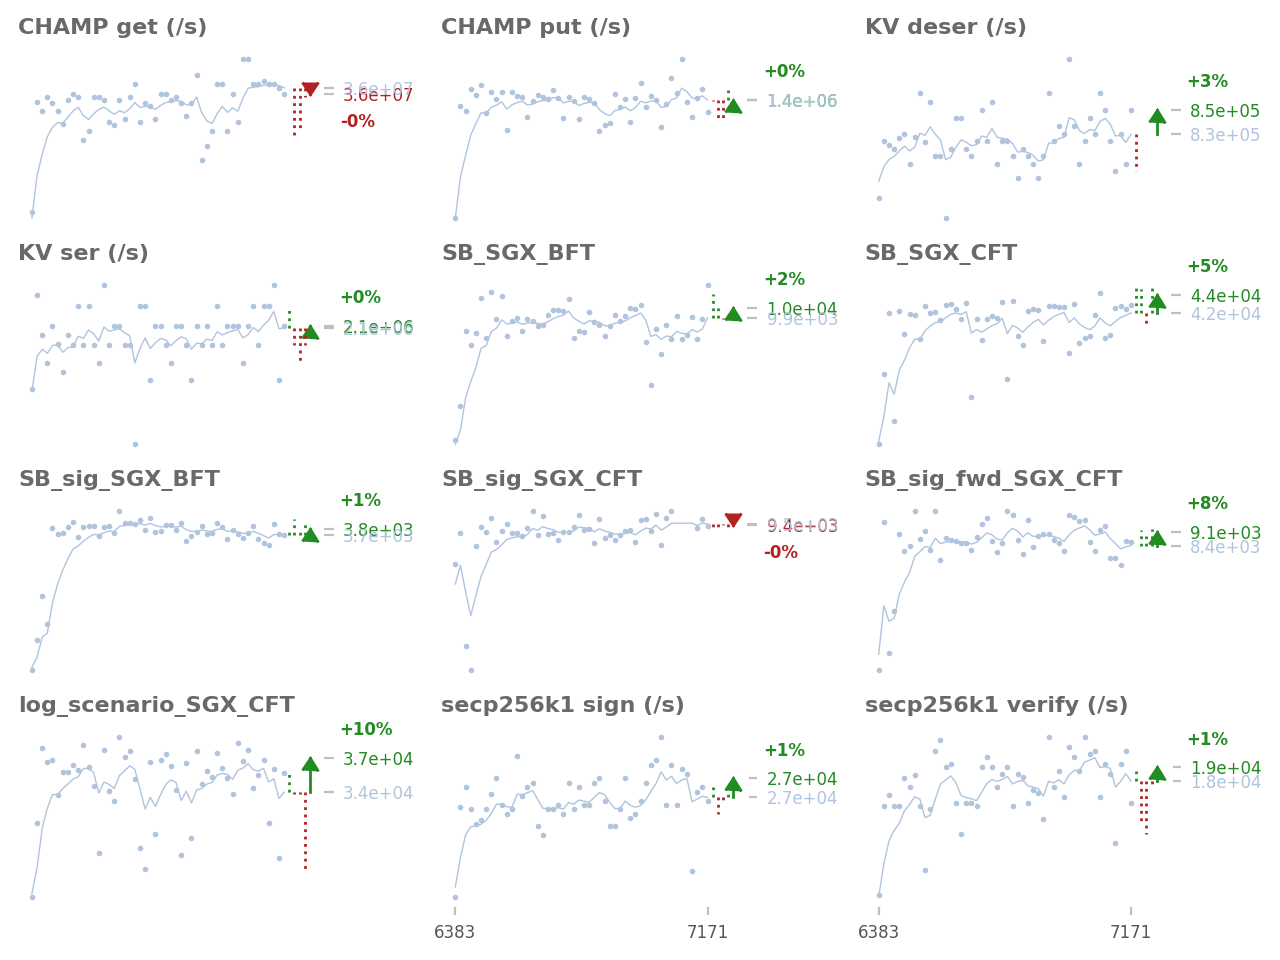 CHAMP get (/s)
CHAMP put (/s)
KV deser (/s)
3.6e+07
3.6e+07
-0%
+0%
1.4e+06
+3%
8.5e+05
8.3e+05
KV ser (/s)
SB_SGX_BFT
SB_SGX_CFT
+0%
2.1e+06
+2%
1.0e+04
9.9e+03
+5%
4.4e+04
4.2e+04
SB_sig_SGX_BFT
SB_sig_SGX_CFT
SB_sig_fwd_SGX_CFT
+1%
3.8e+03
3.7e+03
9.4e+03
-0%
+8%
9.1e+03
8.4e+03
log_scenario_SGX_CFT
secp256k1 sign (/s)
secp256k1 verify (/s)
+10%
3.7e+04
3.4e+04
+1%
2.7e+04
2.7e+04
+1%
1.9e+04
1.8e+04
6383
7171
6383
7171